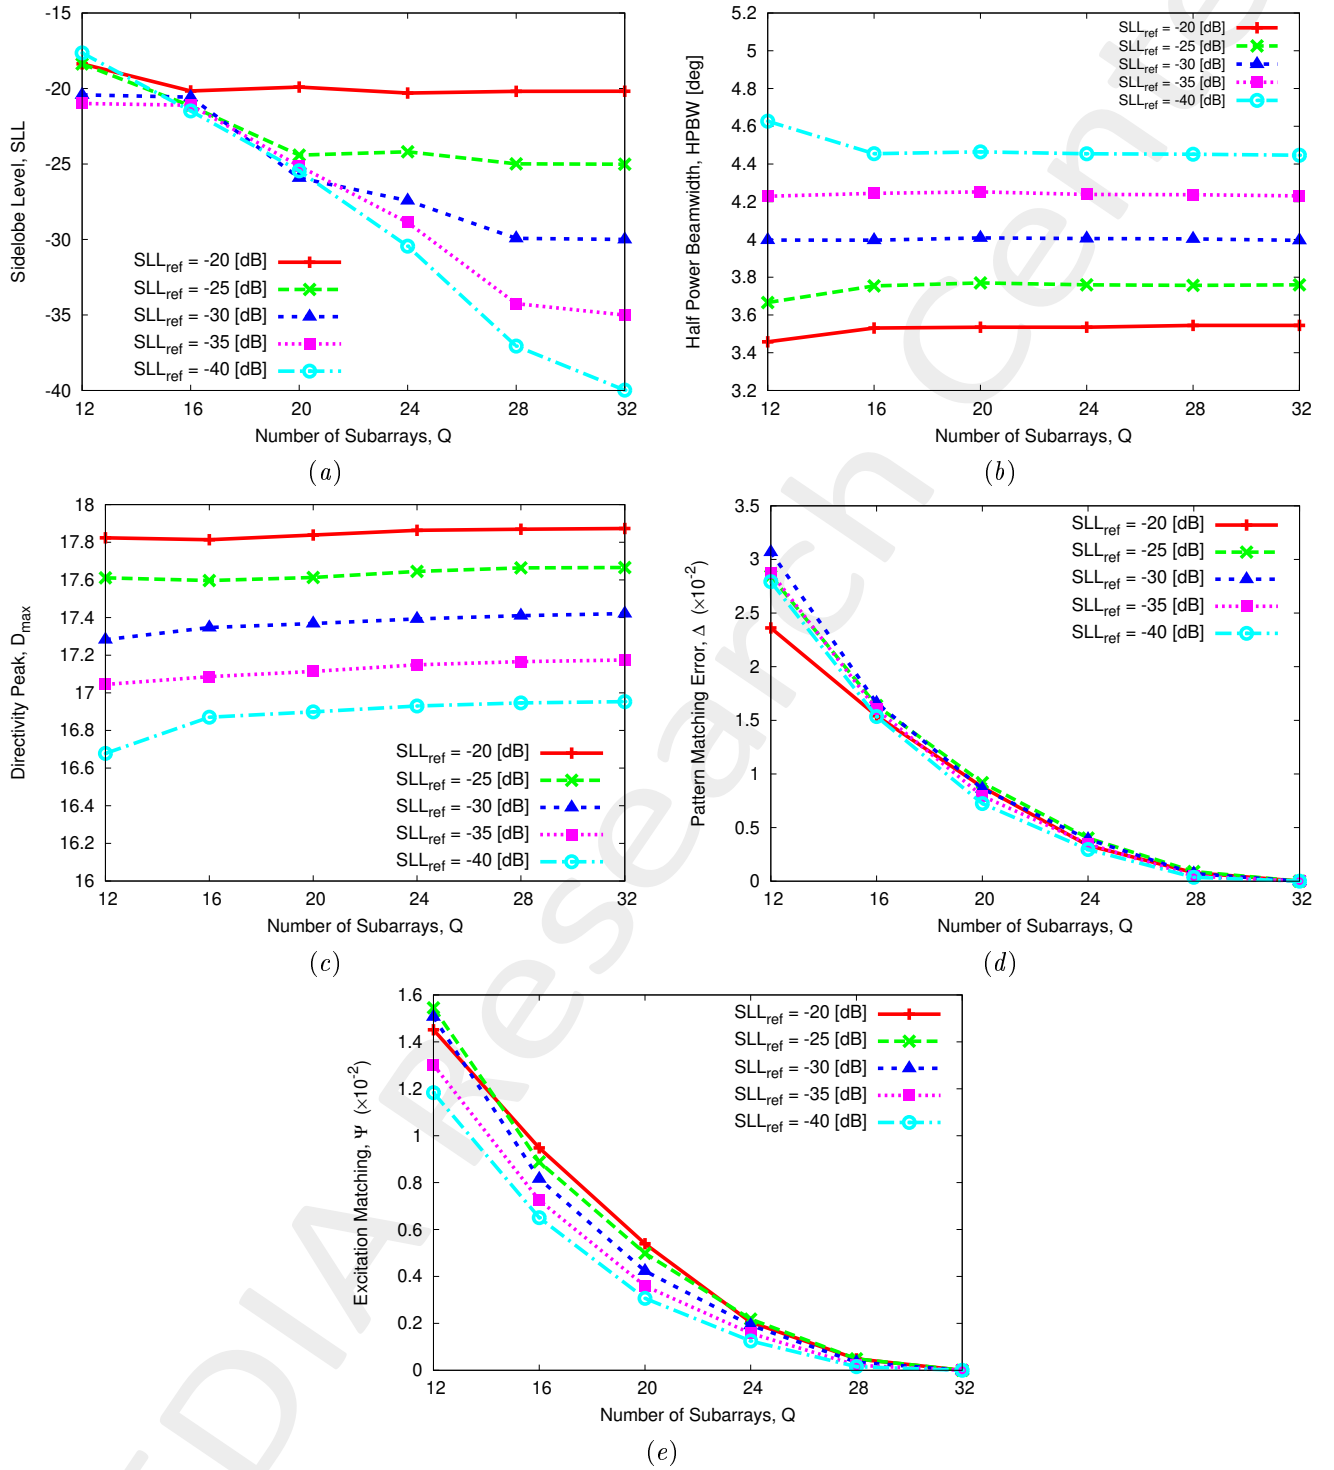 -15
-20
-25
-30
-35
-40
12 16 20 24 28 32
Sidelobe Level, SLL
Number of Subarrays, Q
SLLref = -20 [dB]
SLLref = -25 [dB]
SLLref = -30 [dB]
SLLref = -35 [dB]
SLLref = -40 [dB]
(a)
5.2
5
4.8
4.6
4.4
4.2
4
3.8
3.6
3.4
3.2
12 16 20 24 28 32
Half Power Beamwidth, HPBW [deg]
Number of Subarrays, Q
SLLref = -20 [dB]
SLLref = -25 [dB]
SLLref = -30 [dB]
SLLref = -35 [dB]
SLLref = -40 [dB]
(b)
18
17.8
17.6
17.4
17.2
17
16.8
16.6
16.4
16.2
16
12 16 20 24 28 32
Directivity Peak, Dmax
Number of Subarrays, Q
SLLref = -20 [dB]
SLLref = -25 [dB]
SLLref = -30 [dB]
SLLref = -35 [dB]
SLLref = -40 [dB]
(c)
3.5
3
2.5
2
1.5
1
0.5
0
12 16 20 24 28 32
Pattern Matching Error, Δ (×10⁻²)
Number of Subarrays, Q
SLLref = -20 [dB]
SLLref = -25 [dB]
SLLref = -30 [dB]
SLLref = -35 [dB]
SLLref = -40 [dB]
(d)
1.6
1.4
1.2
1
0.8
0.6
0.4
0.2
0
12 16 20 24 28 32
Excitation Matching, Ψ (×10⁻²)
Number of Subarrays, Q
SLLref = -20 [dB]
SLLref = -25 [dB]
SLLref = -30 [dB]
SLLref = -35 [dB]
SLLref = -40 [dB]
(e)
Research